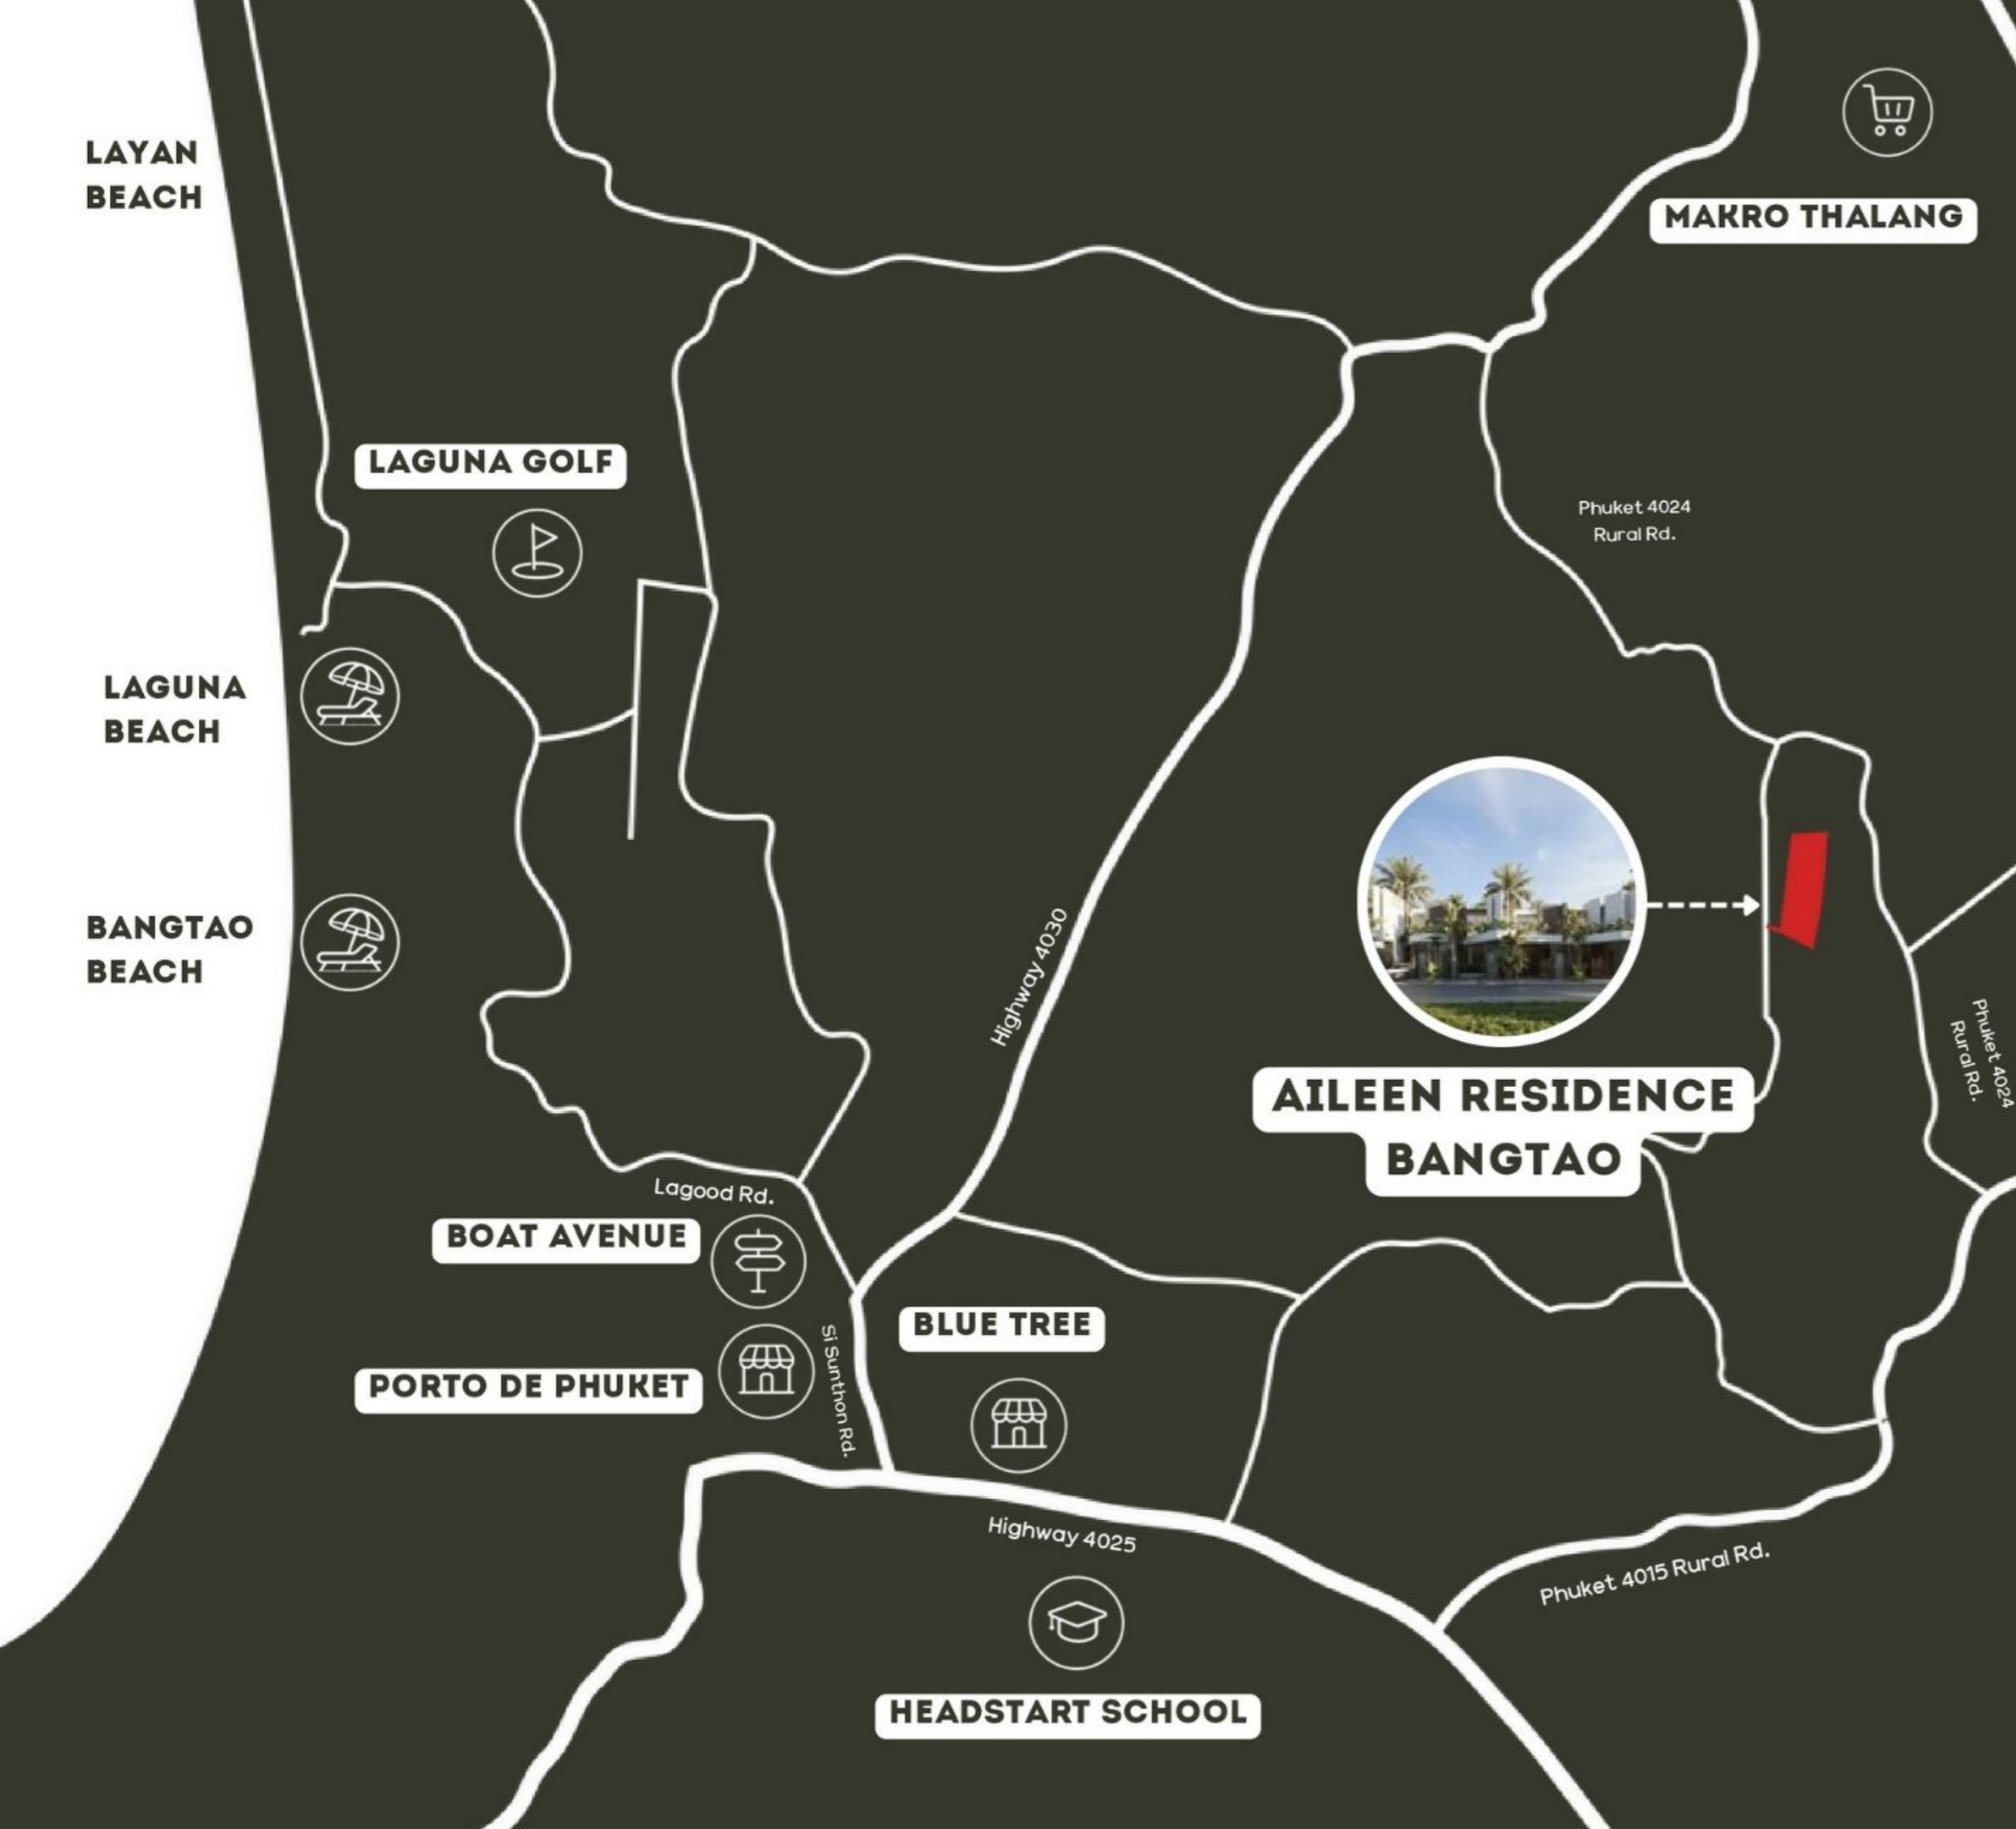 LAYAN
BEACH
MAKRO THALANG
LAGUNA GOLF
Phuket 4024
Rural Rd.
LAGUNA
BEACH
BANGTAO
BEACH
Highway 4030
Phuket 4024
Rural Rd.
AILEEN RESIDENCE
BANGTAO
Lagood Rd.
BOAT AVENUE
BLUE TREE
Si Sunthon Rd.
PORTO DE PHUKET
Highway 4025
Phuket 4015 Rural Rd.
HEADSTART SCHOOL